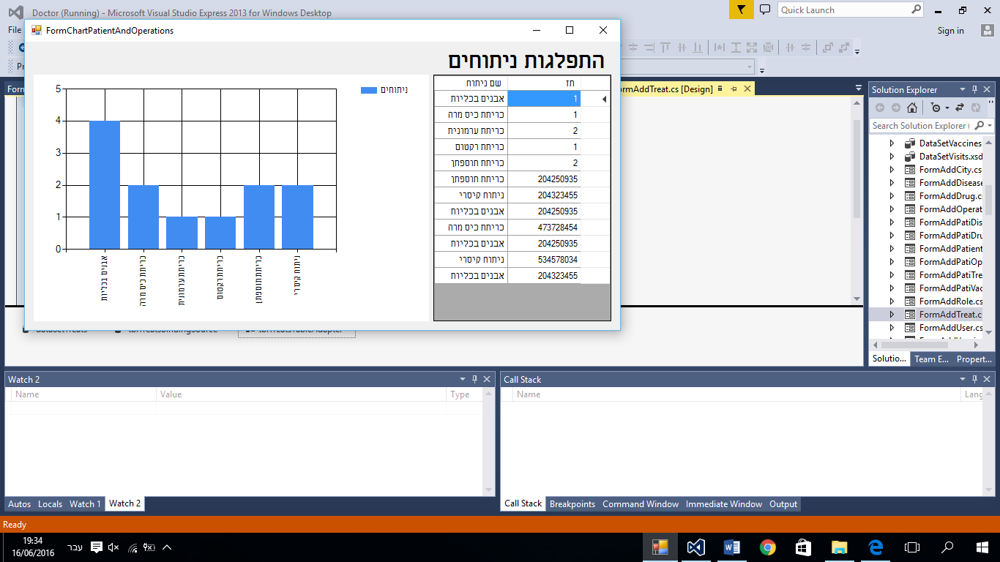 Doctor (Running) - Microsoft Visual Studio Express 2013 for Windows Desktop
Quick Launch
File
Sign in
FormChartPatientAndOperations
התפלגות ניתוחים
ניתוחים
5
4
3
2
1
0
אבנים בכליות
כריתת כיס מרה
כריתת ערמונית
כריתת רקטום
כריתת תוספתן
ניתוח קיסרי
תז שם ניתוח
1 אבנים בכליות
1 כריתת כיס מרה
2 כריתת ערמונית
1 כריתת רקטום
2 כריתת תוספתן
204250935 כריתת תוספתן
204323455 ניתוח קיסרי
204250935 אבנים בכליות
473728454 כריתת כיס מרה
204250935 אבנים בכליות
534578034 ניתוח קיסרי
204323455 אבנים בכליות
ormAddTreat.cs [Design]
Solution Explorer
Search Solution Explorer (
DataSetVaccines
DataSetVisits.xsd
FormAddCity.cs
FormAddDisease
FormAddDrug.c
FormAddOperat
FormAddPatiDis
FormAddPatiDru
FormAddPatient
FormAddPatiOp
FormAddPatiTre
FormAddPatiVac
FormAddRole.cs
FormAddTreat.c
FormAddUser.cs
Solutio... Team E... Propert...
Watch 2
Name Value Type
Autos Locals Watch 1 Watch 2
Call Stack
Name Lang
Call Stack Breakpoints Command Window Immediate Window Output
Ready
19:34
16/06/2016
עבר